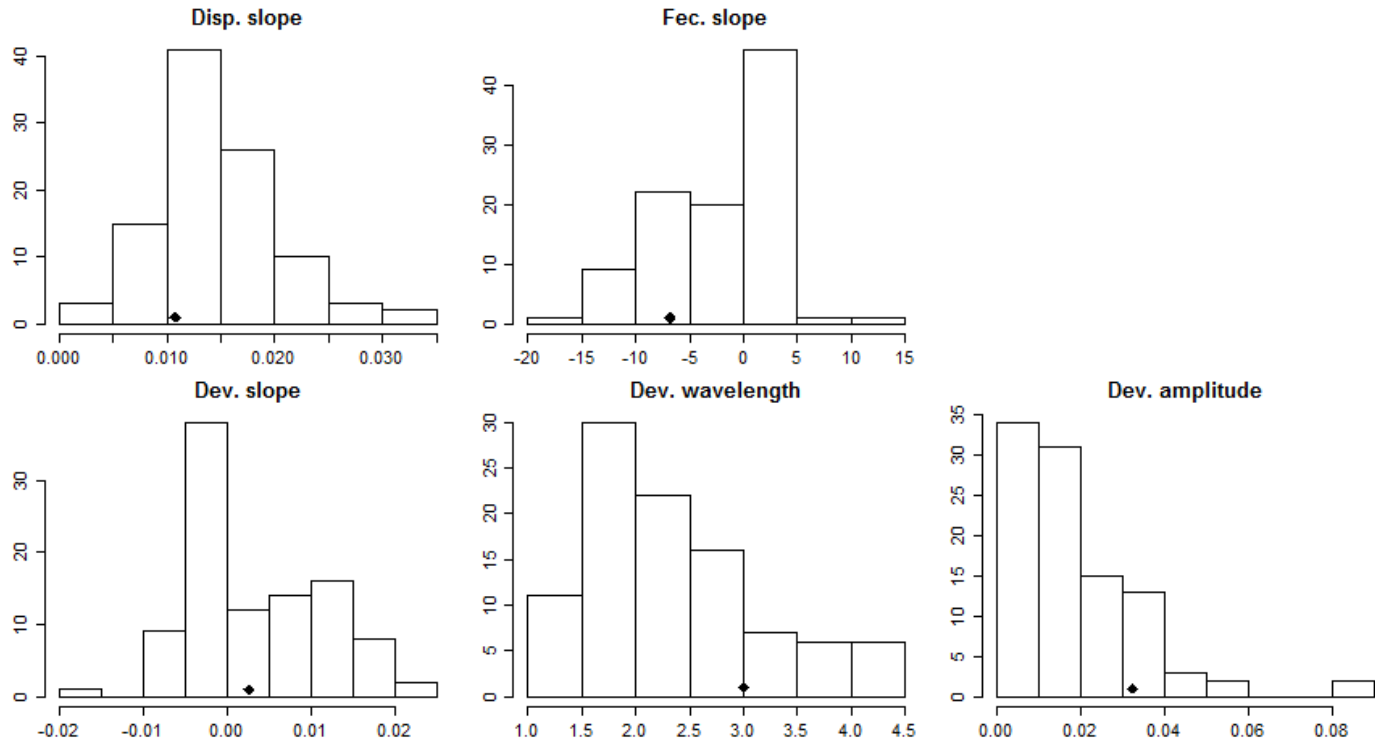 Disp. slope
40
30
20
10
0
0.000 0.010 0.020 0.030
Fec. slope
40
30
20
10
0
-20 -15 -10 -5 0 5 10 15
Dev. slope
30
20
10
0
-0.02 -0.01 0.00 0.01 0.02
Dev. wavelength
30
25
20
15
10
5
0
1.0 1.5 2.0 2.5 3.0 3.5 4.0 4.5
Dev. amplitude
35
30
25
20
15
10
5
0
0.00 0.02 0.04 0.06 0.08